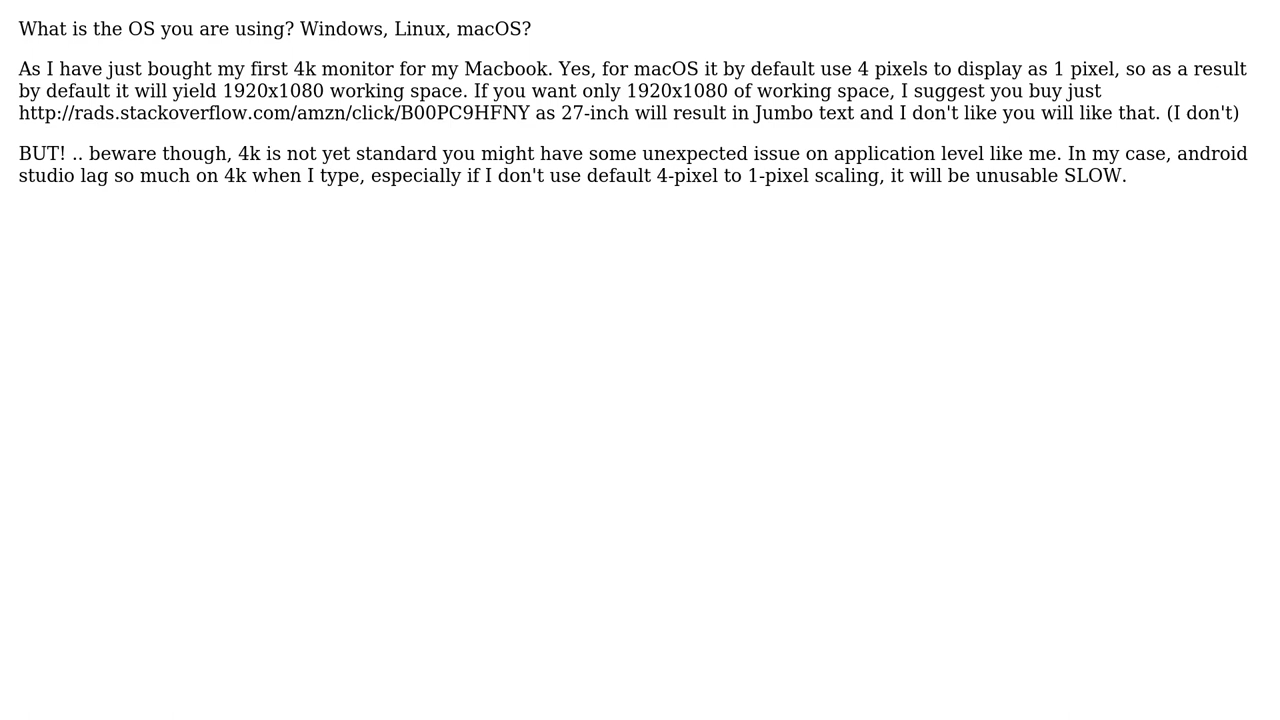 What is the OS you are using? Windows, Linux, macOS?
As I have just bought my first 4k monitor for my Macbook. Yes, for macOS it by default use 4 pixels to display as 1 pixel, so as a result
by default it will yield 1920x1080 working space. If you want only 1920x1080 of working space, I suggest you buy just
http://rads.stackoverflow.com/amzn/click/B00PC9HFNY as 27-inch will result in Jumbo text and I don't like you will like that. (I don't)
BUT! .. beware though, 4k is not yet standard you might have some unexpected issue on application level like me. In my case, android
studio lag so much on 4k when I type, especially if I don't use default 4-pixel to 1-pixel scaling, it will be unusable SLOW.